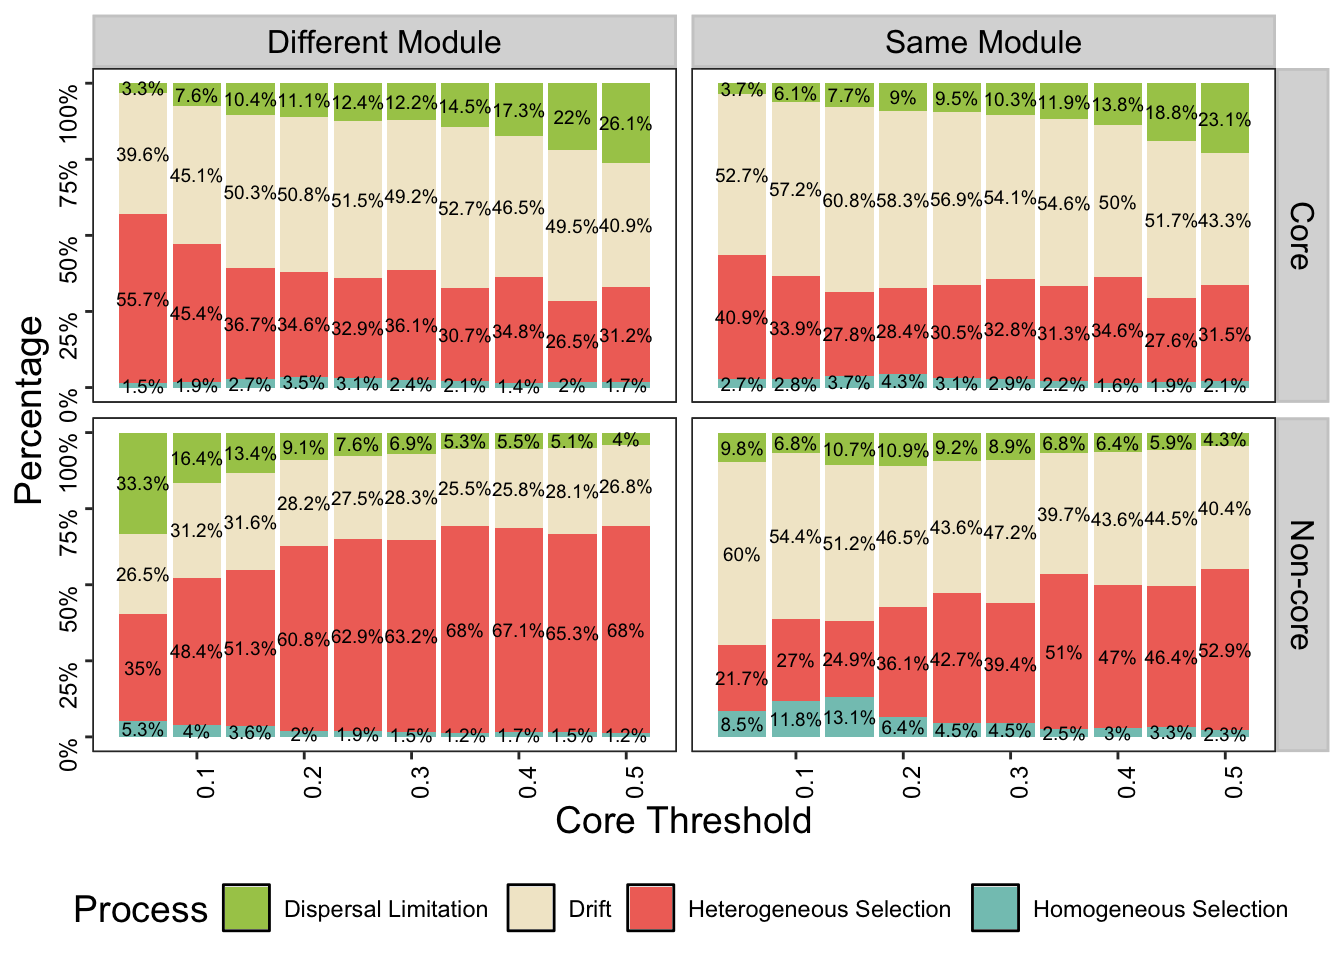 Different Module
Same Module
Percentage
100%
75%
50%
25%
0%
3.3% 7.6% 10.4% 11.1% 12.4% 12.2% 14.5% 17.3% 22% 26.1%
39.6% 45.1% 50.3% 50.8% 51.5% 49.2% 52.7% 46.5% 49.5% 40.9%
55.7% 45.4% 36.7% 34.6% 32.9% 36.1% 30.7% 34.8% 26.5% 31.2%
1.5% 1.9% 2.7% 3.5% 3.1% 2.4% 2.1% 1.4% 2% 1.7%
3.7% 6.1% 7.7% 9% 9.5% 10.3% 11.9% 13.8% 18.8% 23.1%
52.7% 57.2% 60.8% 58.3% 56.9% 54.1% 54.6% 50% 51.7% 43.3%
40.9% 33.9% 27.8% 28.4% 30.5% 32.8% 31.3% 34.6% 27.6% 31.5%
2.7% 2.8% 3.7% 4.3% 3.1% 2.9% 2.2% 1.6% 1.9% 2.1%
Core
100%
75%
50%
25%
0%
33.3% 16.4% 13.4% 9.1% 7.6% 6.9% 5.3% 5.5% 5.1% 4%
26.5% 31.2% 31.6% 28.2% 27.5% 28.3% 25.5% 25.8% 28.1% 26.8%
35% 48.4% 51.3% 60.8% 62.9% 63.2% 68% 67.1% 65.3% 68%
5.3% 4% 3.6% 2% 1.9% 1.5% 1.2% 1.7% 1.5% 1.2%
9.8% 6.8% 10.7% 10.9% 9.2% 8.9% 6.8% 6.4% 5.9% 4.3%
60% 54.4% 51.2% 46.5% 43.6% 47.2% 39.7% 43.6% 44.5% 40.4%
21.7% 27% 24.9% 36.1% 42.7% 39.4% 51% 47% 46.4% 52.9%
8.5% 11.8% 13.1% 6.4% 4.5% 4.5% 2.5% 3% 3.3% 2.3%
Non-core
0.1 0.2 0.3 0.4 0.5
0.1 0.2 0.3 0.4 0.5
Core Threshold
Process Dispersal Limitation Drift Heterogeneous Selection Homogeneous Selection